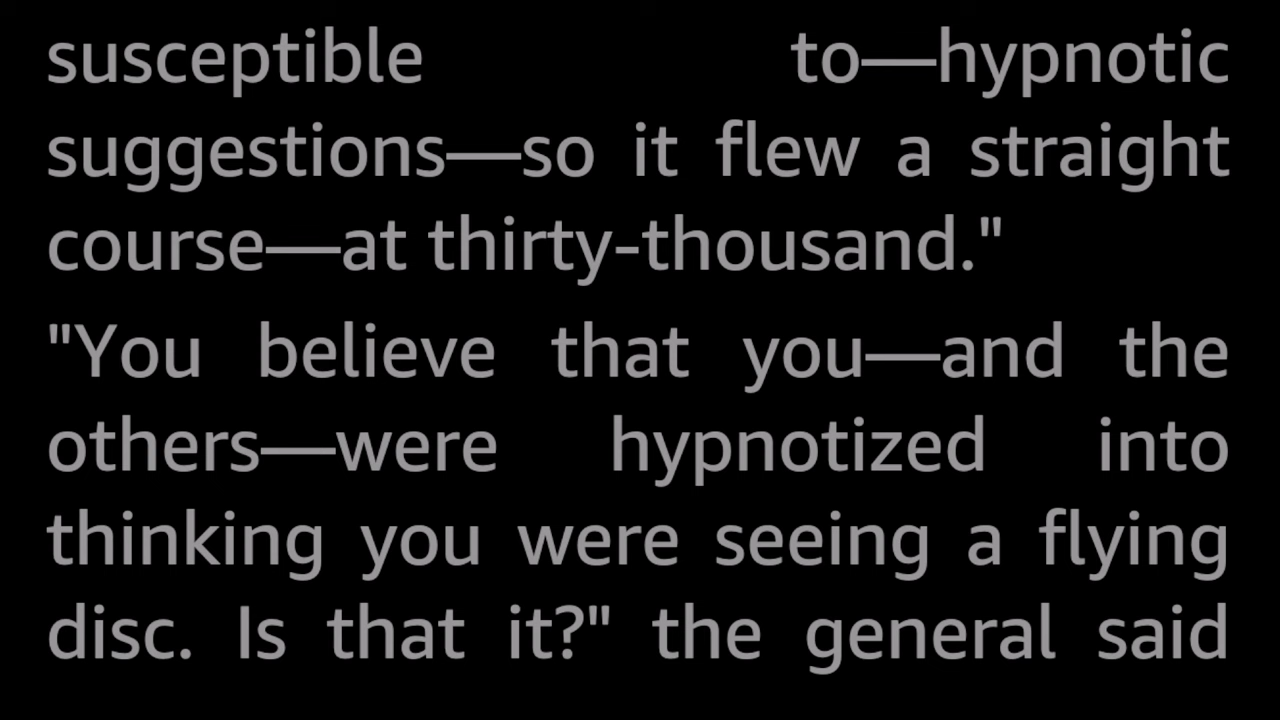 susceptible to—hypnotic
suggestions—so it flew a straight
course—at thirty-thousand."
"You believe that you—and the
others—were hypnotized into
thinking you were seeing a flying
disc. Is that it?" the general said